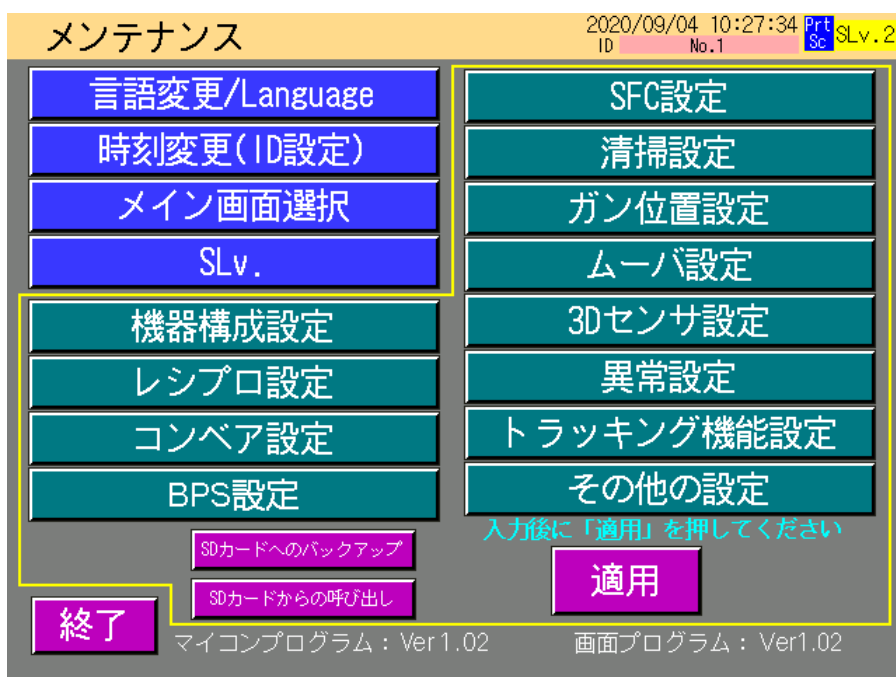 メンテナンス
2020/09/04 10:27:34
ID No.1
Prt Sc
SLv.2
言語変更/Language
時刻変更(ID設定)
メイン画面選択
SLv.
機器構成設定
レシプロ設定
コンベア設定
BPS設定
SFC設定
清掃設定
ガン位置設定
ムーバ設定
3Dセンサ設定
異常設定
トラッキング機能設定
その他の設定
入力後に「適用」を押してください
SDカードへのバックアップ
SDカードからの呼び出し
適用
終了
マイコンプログラム：Ver1.02
画面プログラム：Ver1.02